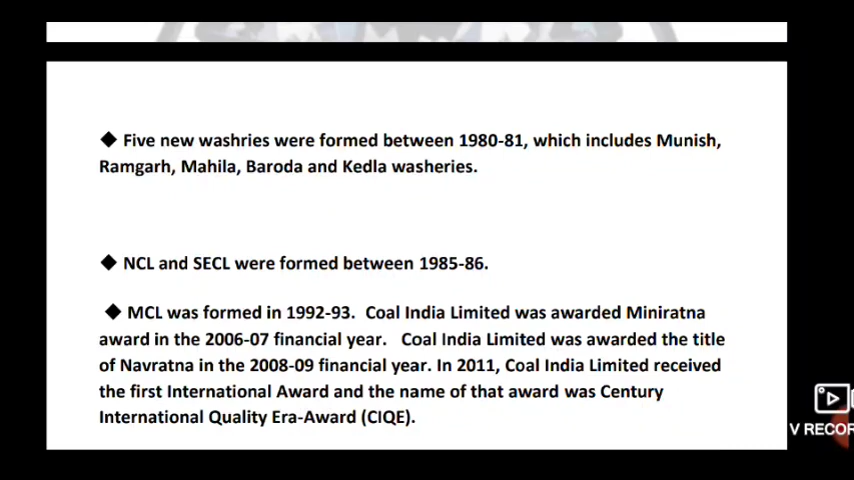 ◆ Five new washries were formed between 1980-81, which includes Munish,
Ramgarh, Mahila, Baroda and Kedla washeries.
◆ NCL and SECL were formed between 1985-86.
◆ MCL was formed in 1992-93. Coal India Limited was awarded Miniratna
award in the 2006-07 financial year. Coal India Limited was awarded the title
of Navratna in the 2008-09 financial year. In 2011, Coal India Limited received
the first International Award and the name of that award was Century
International Quality Era-Award (CIQE).